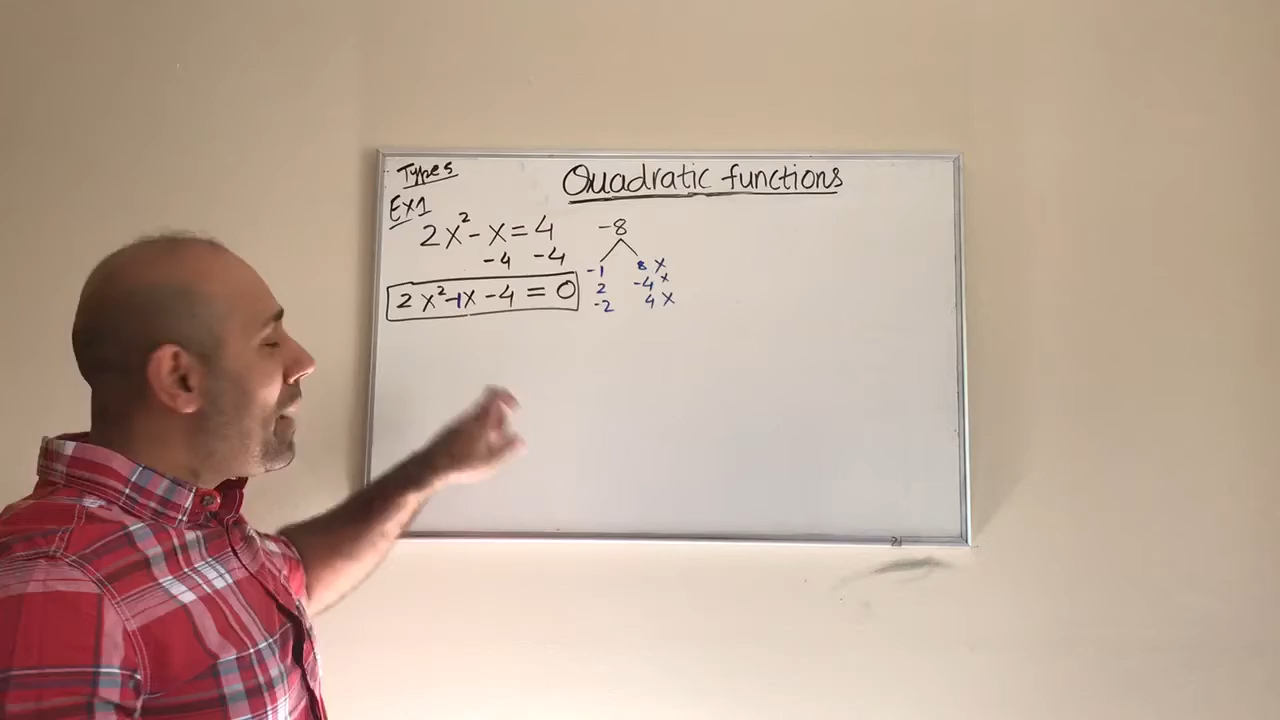 Types
Quadratic functions
EX1
2x² - x = 4
-4 -4
2x² -1x - 4 = 0
-8
-1 8 x
2 -4 x
-2 4 x